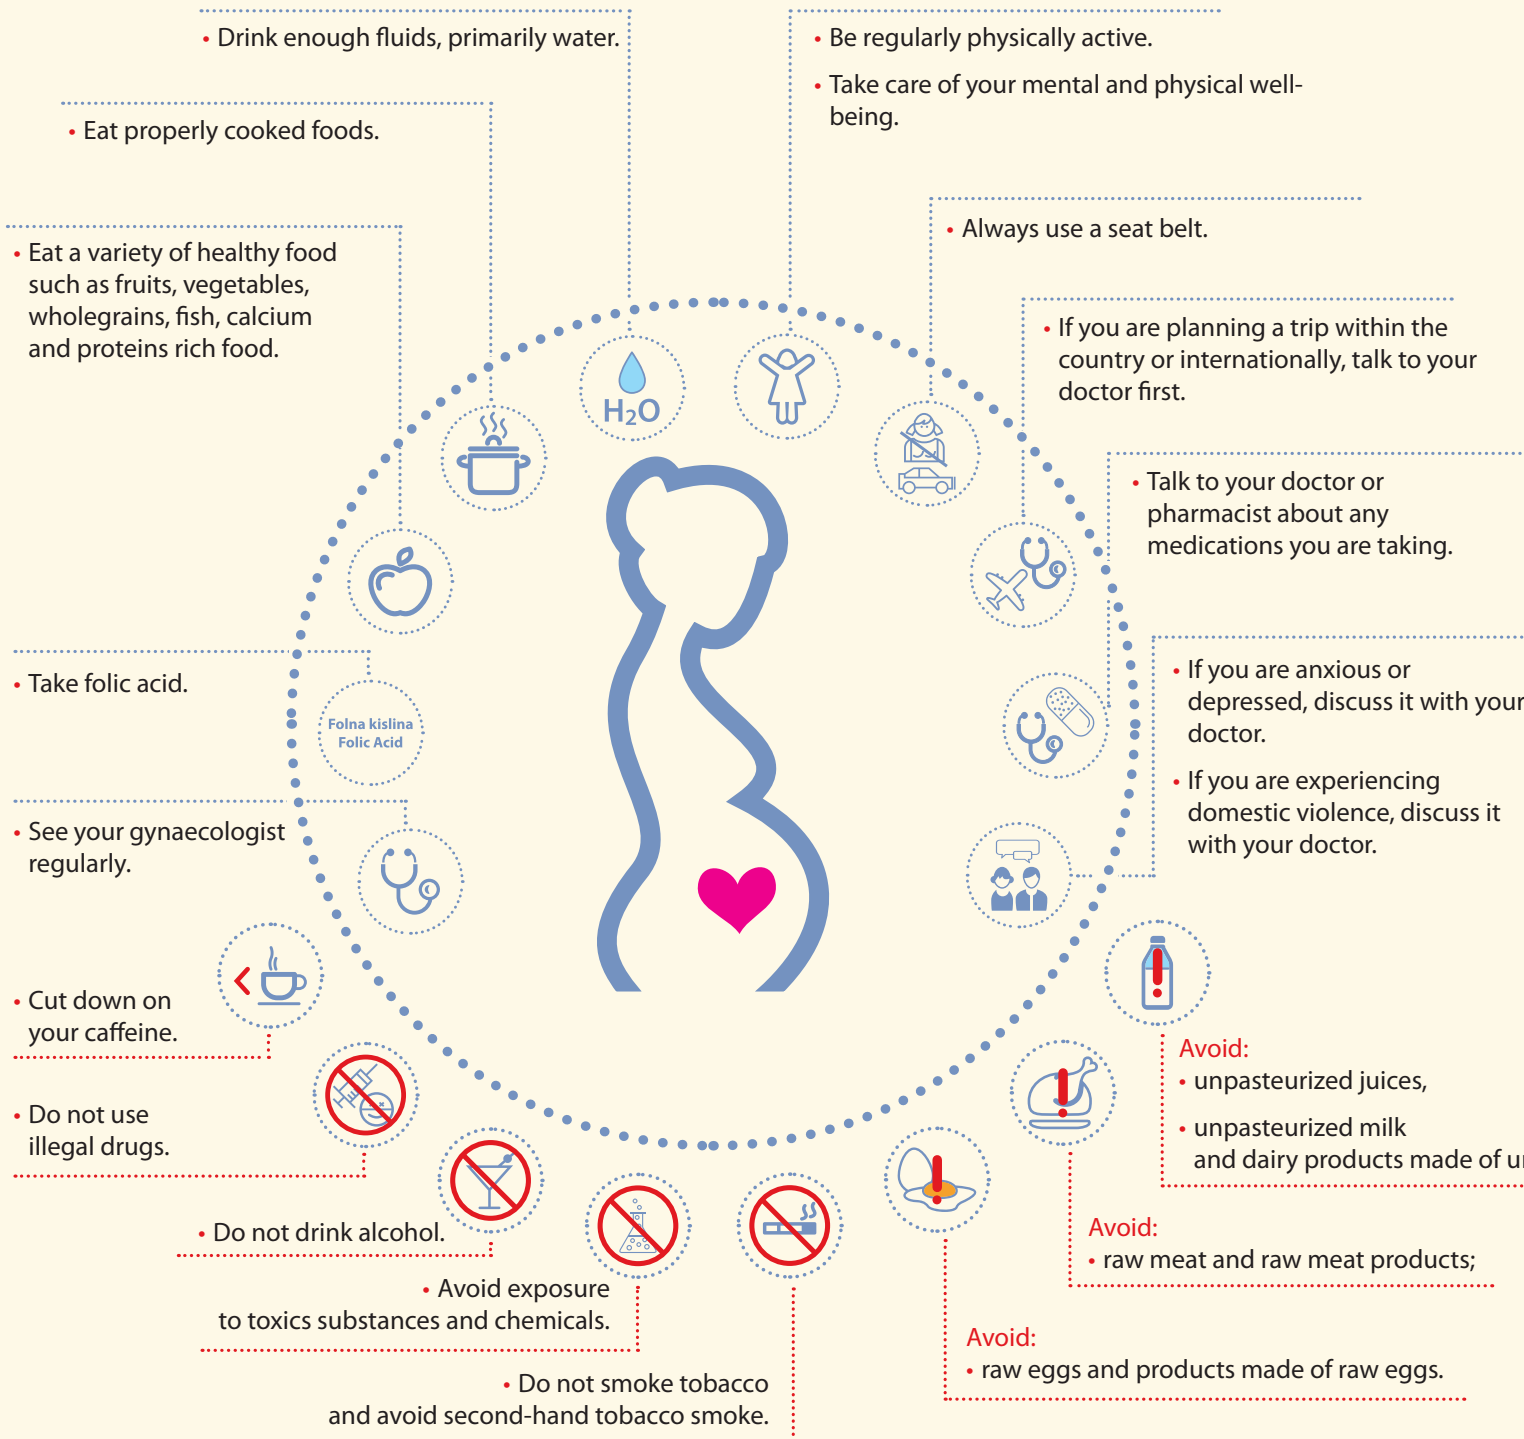 • Drink enough fluids, primarily water.
• Be regularly physically active.
• Take care of your mental and physical well-
being.
• Eat properly cooked foods.
• Always use a seat belt.
• Eat a variety of healthy food
such as fruits, vegetables,
wholegrains, fish, calcium
and proteins rich food.
• If you are planning a trip within the
country or internationally, talk to your
doctor first.
H₂O
• Talk to your doctor or
pharmacist about any
medications you are taking.
• Take folic acid.
Folna kislina
Folic Acid
• If you are anxious or
depressed, discuss it with your
doctor.
• If you are experiencing
domestic violence, discuss it
with your doctor.
• See your gynaecologist
regularly.
• Cut down on
your caffeine.
Avoid:
• unpasteurized juices,
• unpasteurized milk
and dairy products made of
• Do not use
illegal drugs.
Avoid:
• raw meat and raw meat products;
• Do not drink alcohol.
• Avoid exposure
to toxics substances and chemicals.
Avoid:
• raw eggs and products made of raw eggs.
• Do not smoke tobacco
and avoid second-hand tobacco smoke.